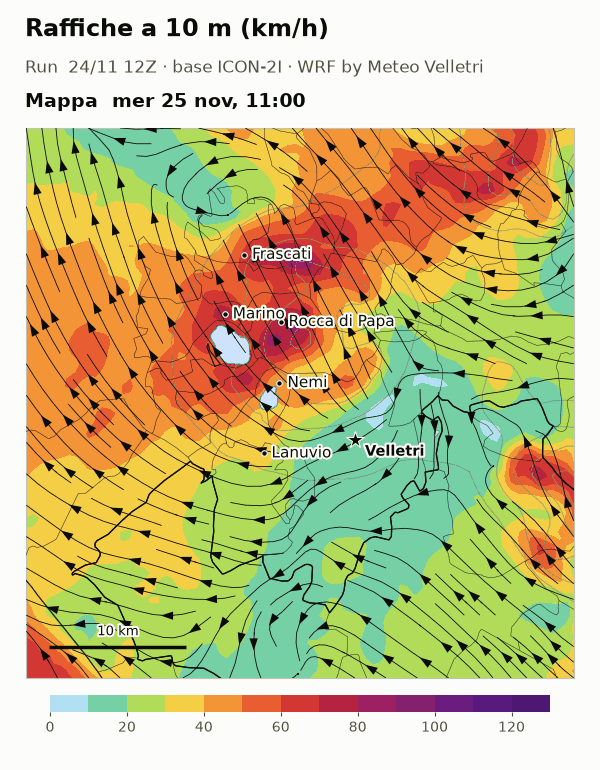 Raffiche a 10 m (km/h)
Run 24/11 12Z · base ICON-2I · WRF by Meteo Velletri
Mappa mer 25 nov, 11:00
Frascati
Marino
Rocca di Papa
Nemi
Velletri
Lanuvio
10 km
0 20 40 60 80 100 120